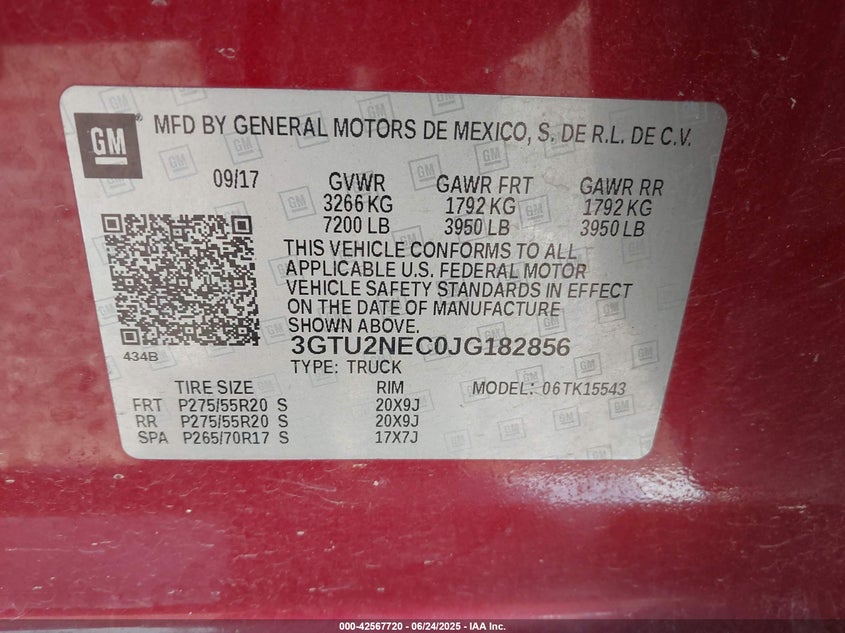 GM
MFD BY GENERAL MOTORS DE MEXICO, S. DE R.L. DE C.V.
09/17 GVWR GAWR FRT GAWR RR
3266 KG 1792 KG 1792 KG
7200 LB 3950 LB 3950 LB
THIS VEHICLE CONFORMS TO ALL
APPLICABLE U.S. FEDERAL MOTOR
VEHICLE SAFETY STANDARDS IN EFFECT
ON THE DATE OF MANUFACTURE
SHOWN ABOVE.
434B
3GTU2NEC0JG182856
TYPE: TRUCK
TIRE SIZE RIM MODEL: 06TK15543
FRT P275/55R20 S 20X9J
RR P275/55R20 S 20X9J
SPA P265/70R17 S 17X7J
000-42567720 - 06/24/2025 - IAA Inc.